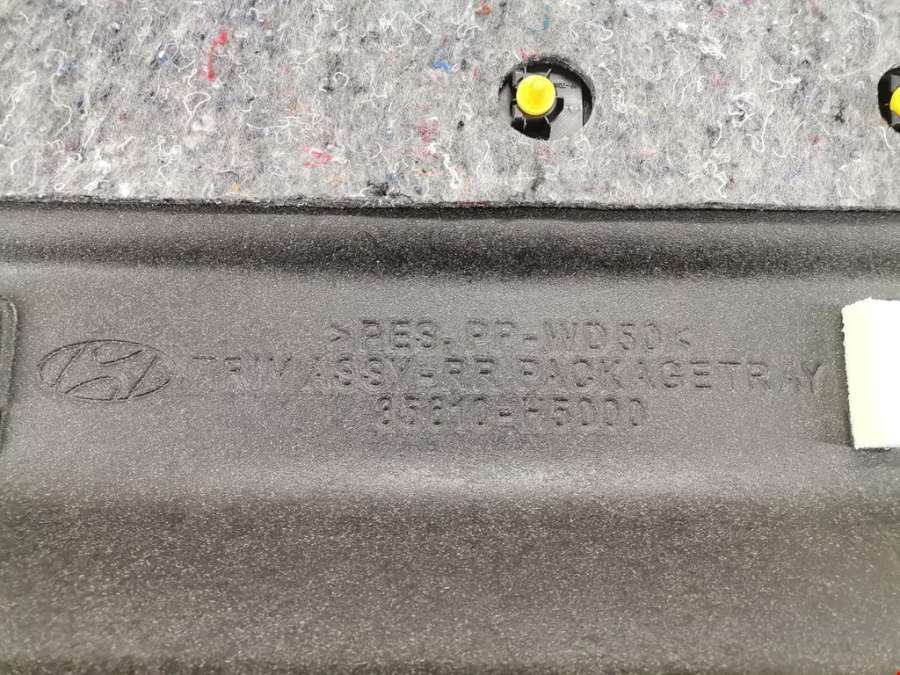 >PES. PP-WD50<
TRIM ASSY-RR PACKAGETRAY
85610-H5000